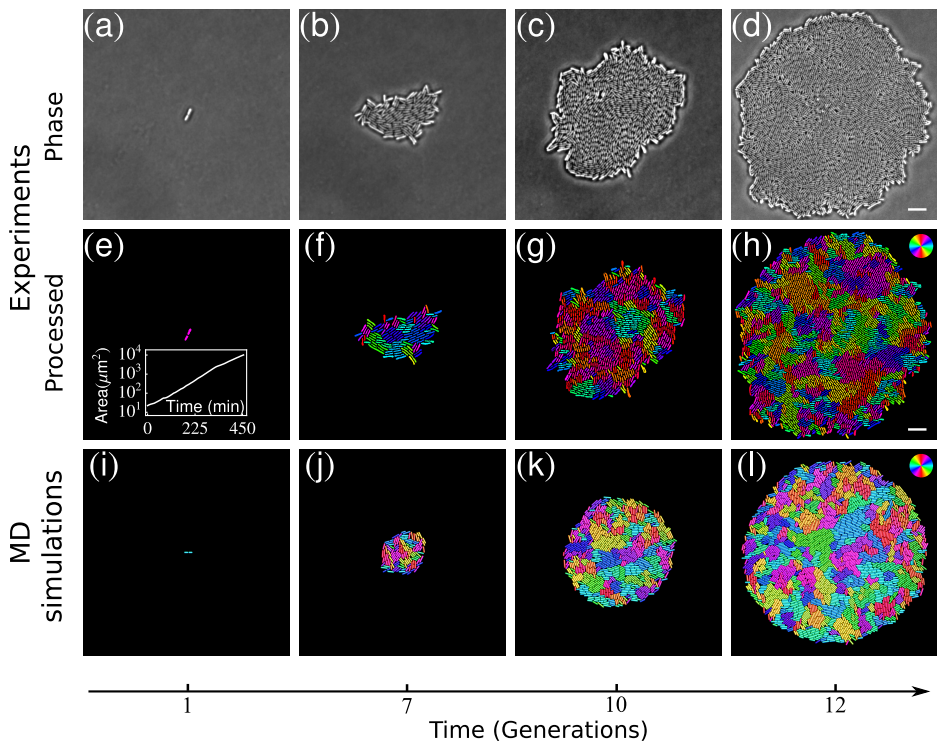 Experiments
Phase
(a)
(b)
(c)
(d)
Processed
(e)
(f)
(g)
(h)
Area(μm²)
10⁴
10³
10²
10¹
Time (min)
0
225
450
MD
simulations
(i)
(j)
(k)
(l)
1
7
10
12
Time (Generations)